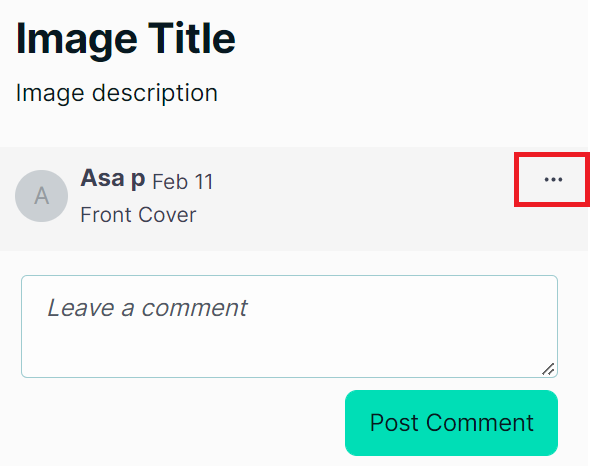 Image Title
Image description
A
Asa p Feb 11
Front Cover
Leave a comment
Post Comment